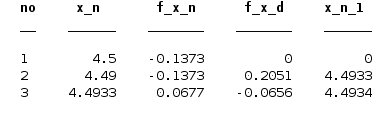 no x_n f_x_n f_x_d x_n_1
1 4.5 -0.1373 0 0
2 4.49 -0.1373 0.2051 4.4933
3 4.4933 0.0677 -0.0656 4.4934